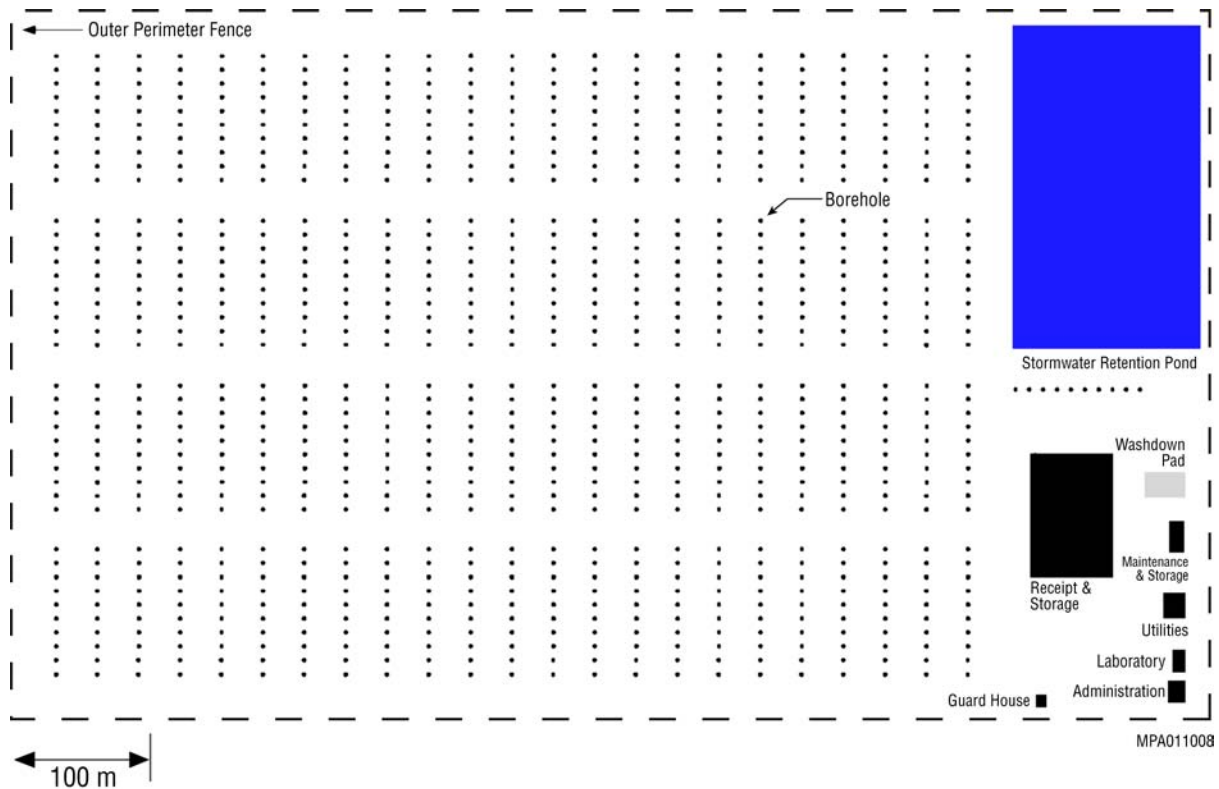 Outer Perimeter Fence
Borehole
Stormwater Retention Pond
Washdown
Pad
Maintenance
& Storage
Receipt &
Storage
Utilities
Laboratory
Administration
Guard House
MPA011008
100 m